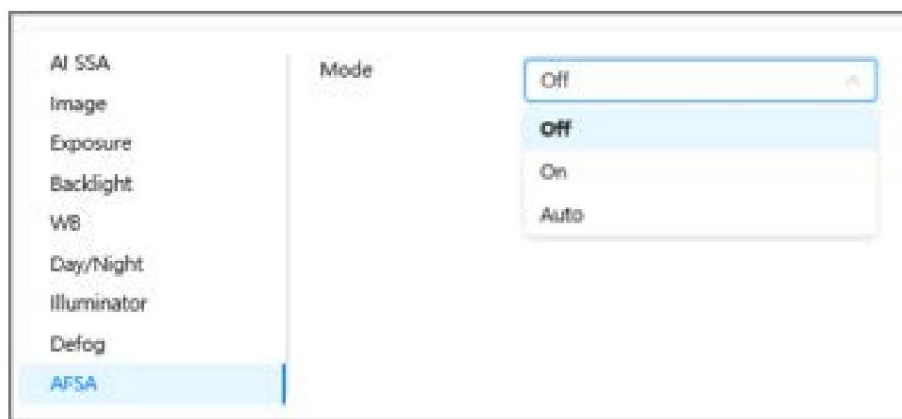 AI SSA
Image
Exposure
Backlight
WB
Day/Night
Illuminator
Defog
AFSA
Mode
Off
Off
On
Auto